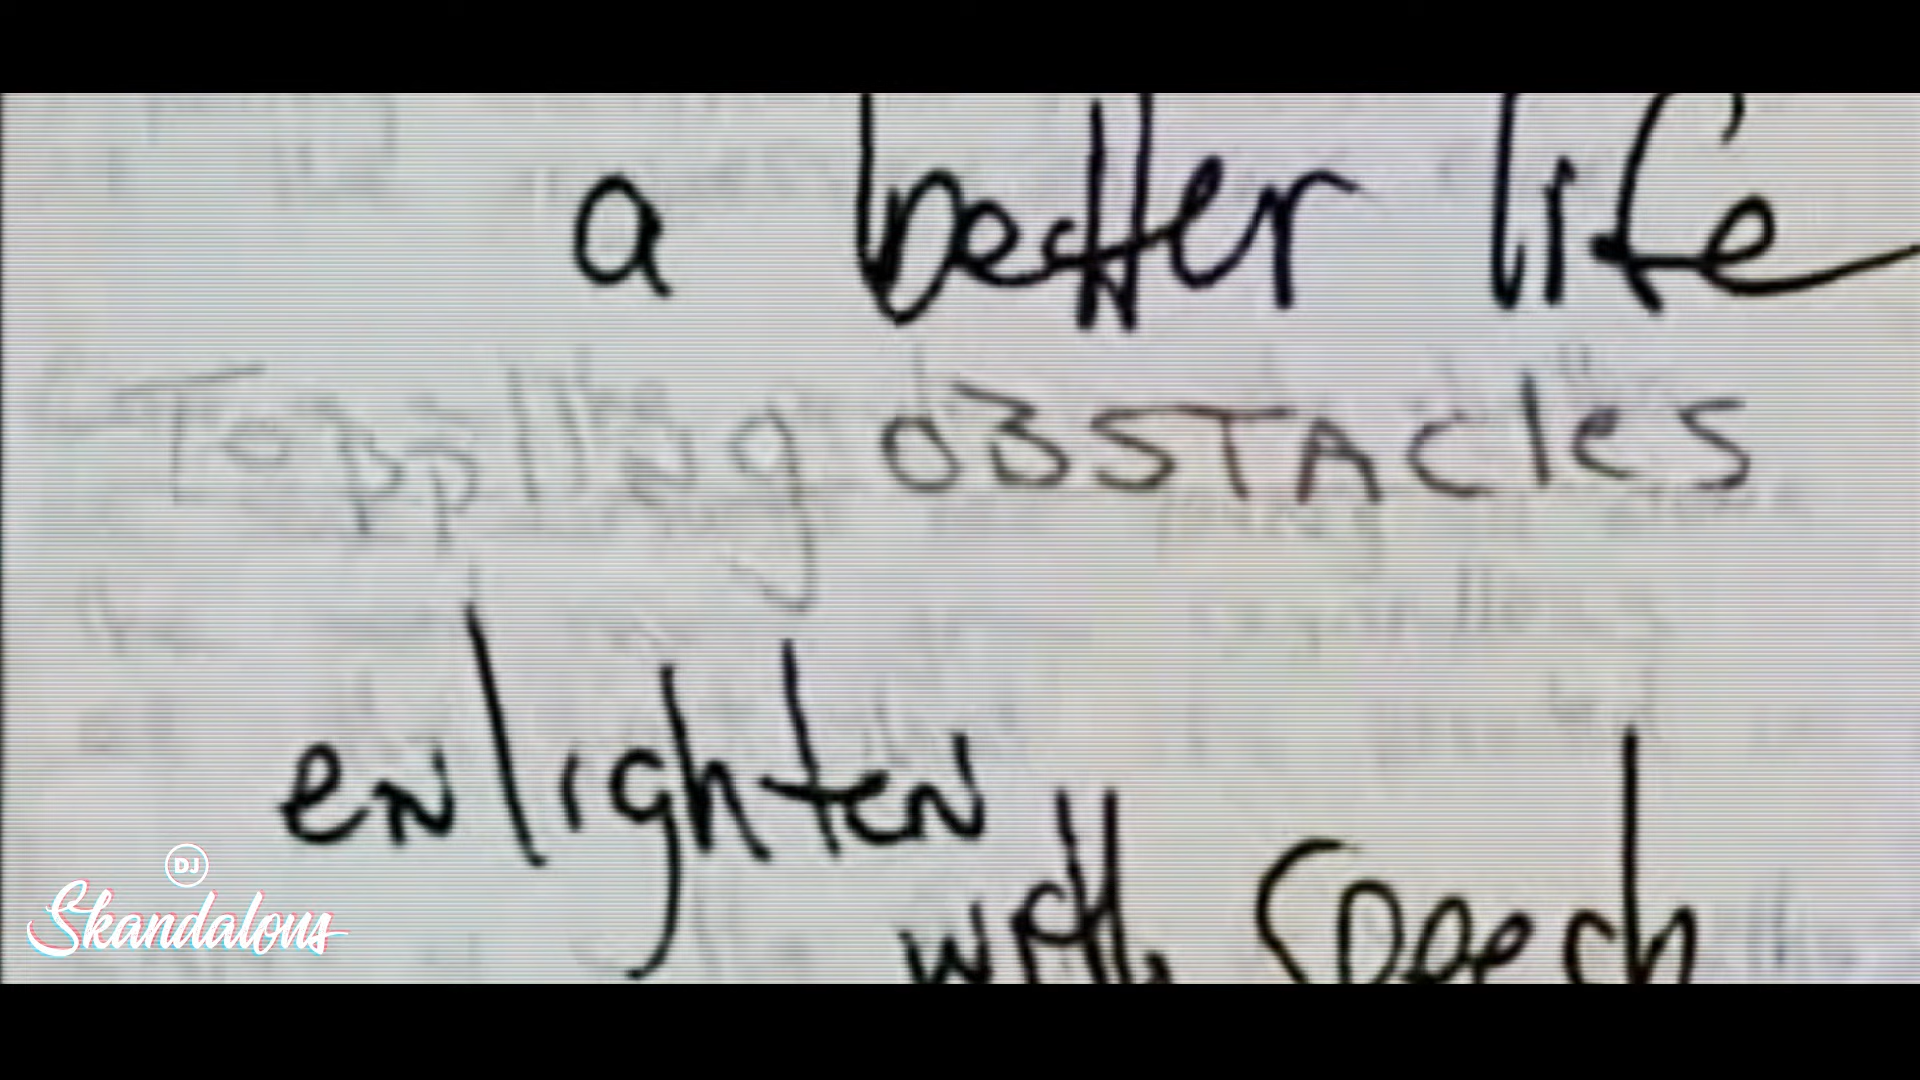 a better life
Toppling OBSTACles
enlighten
with speech
DJ
Skandalous